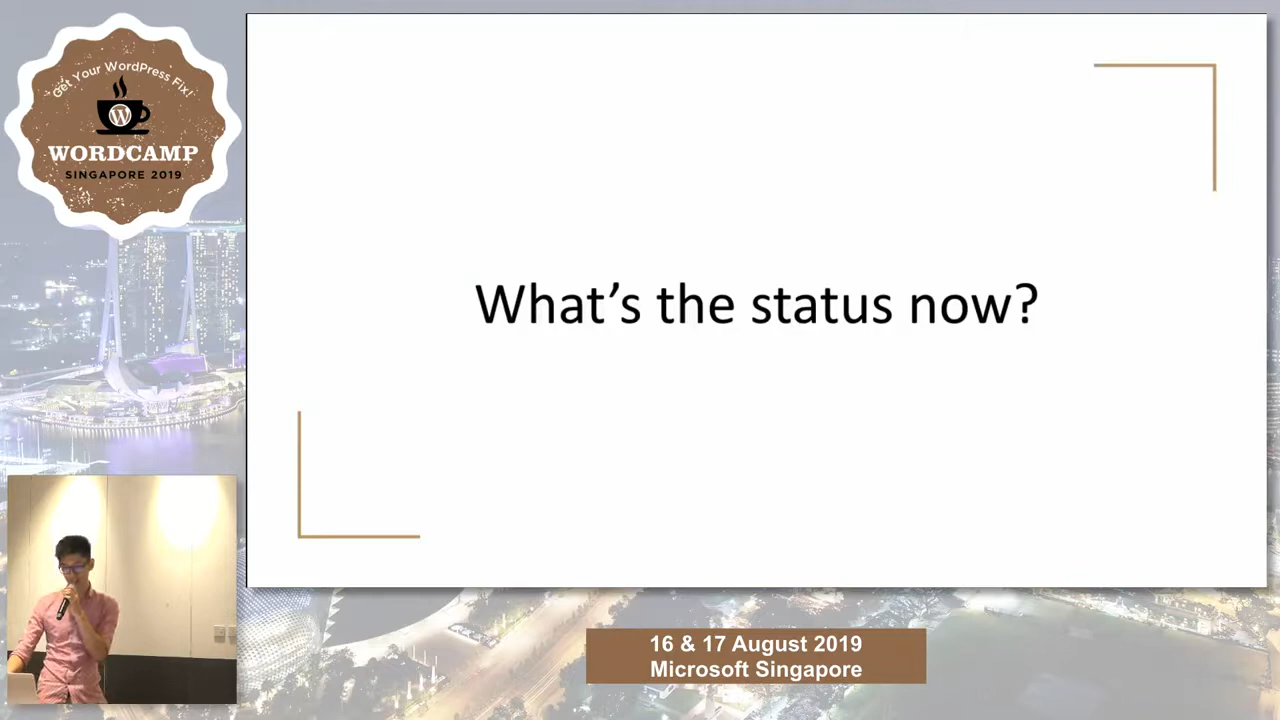 Get Your WordPress Fix!
W
WORDCAMP
SINGAPORE 2019
What’s the status now?
16 & 17 August 2019
Microsoft Singapore